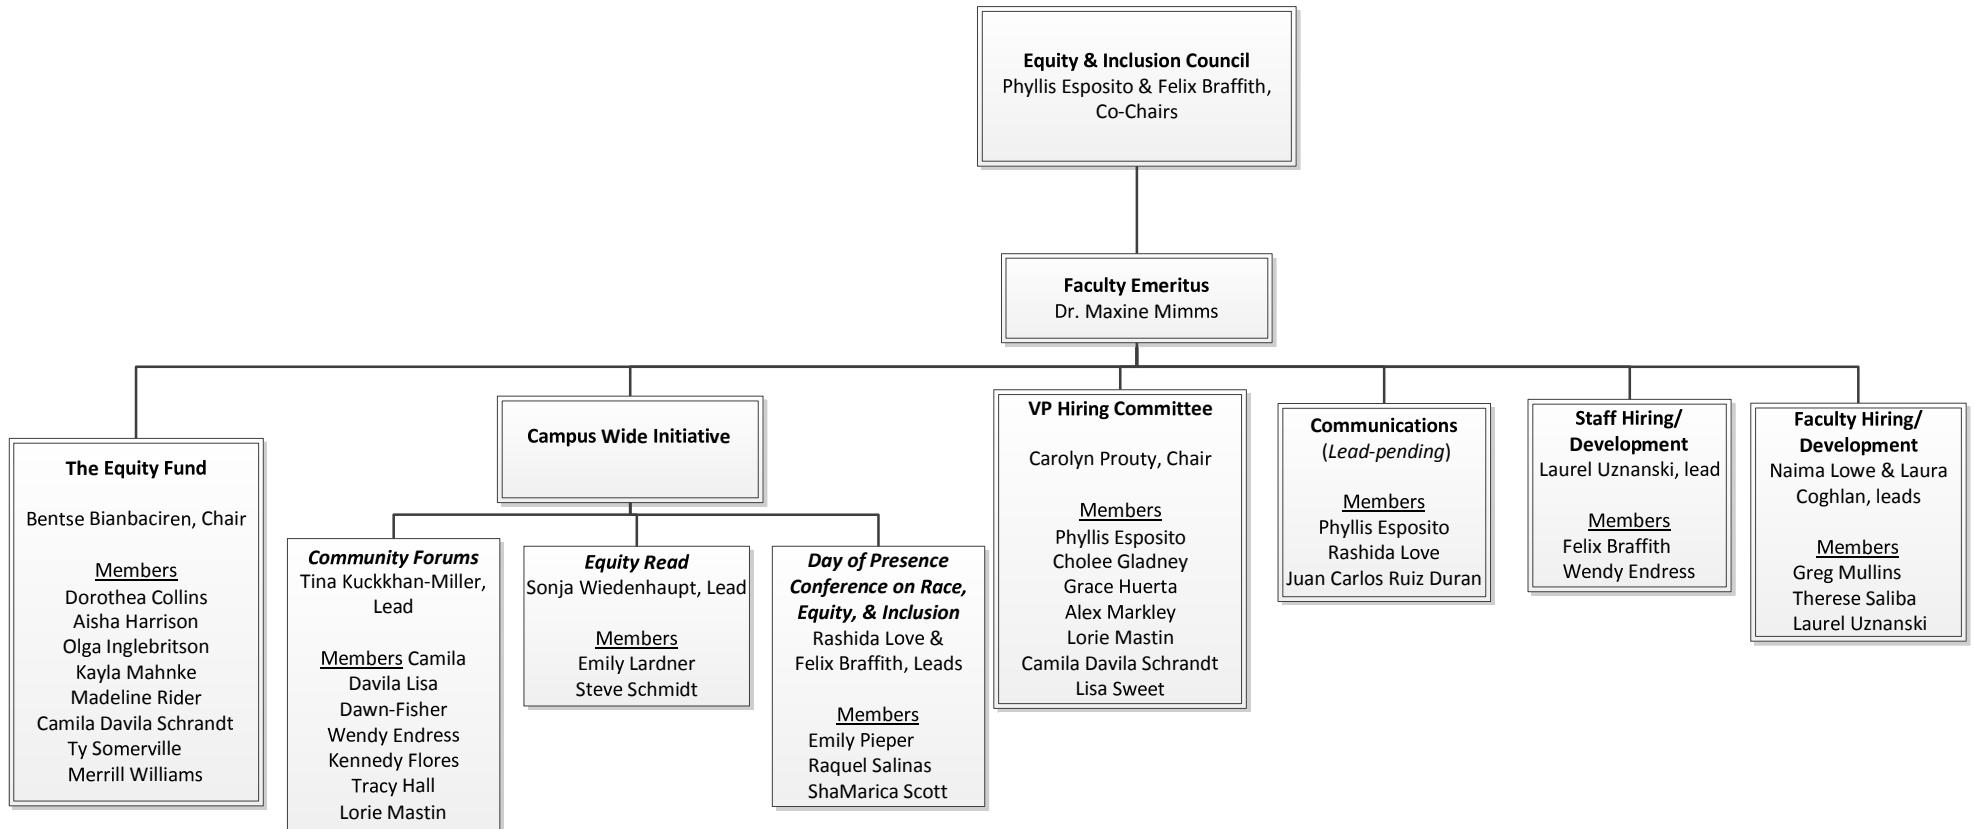 Equity & Inclusion Council
Phyllis Esposito & Felix Braffith,
Co-Chairs
Faculty Emeritus
Dr. Maxine Mimms
The Equity Fund
Bentse Bianbaciren, Chair
Members
Dorothea Collins
Aisha Harrison
Olga Inglebritson
Kayla Mahnke
Madeline Rider
Camila Davila Schrandt
Ty Somerville
Merrill Williams
Campus Wide Initiative
Community Forums
Tina Kuckkhan-Miller,
Lead
Members Camila
Davila Lisa
Dawn-Fisher
Wendy Endress
Kennedy Flores
Tracy Hall
Lorie Mastin
Equity Read
Sonja Wiedenhaupt, Lead
Members
Emily Lardner
Steve Schmidt
Day of Presence
Conference on Race,
Equity, & Inclusion
Rashida Love &
Felix Braffith, Leads
Members
Emily Pieper
Raquel Salinas
ShaMarica Scott
VP Hiring Committee
Carolyn Prouty, Chair
Members
Phyllis Esposito
Cholee Gladney
Grace Huerta
Alex Markley
Lorie Mastin
Camila Davila Schrandt
Lisa Sweet
Communications
(Lead-pending)
Members
Phyllis Esposito
Rashida Love
Juan Carlos Ruiz Duran
Staff Hiring/
Development
Laurel Uznanski, lead
Members
Felix Braffith
Wendy Endress
Faculty Hiring/
Development
Naima Lowe & Laura
Coghlan, leads
Members
Greg Mullins
Therese Saliba
Laurel Uznanski